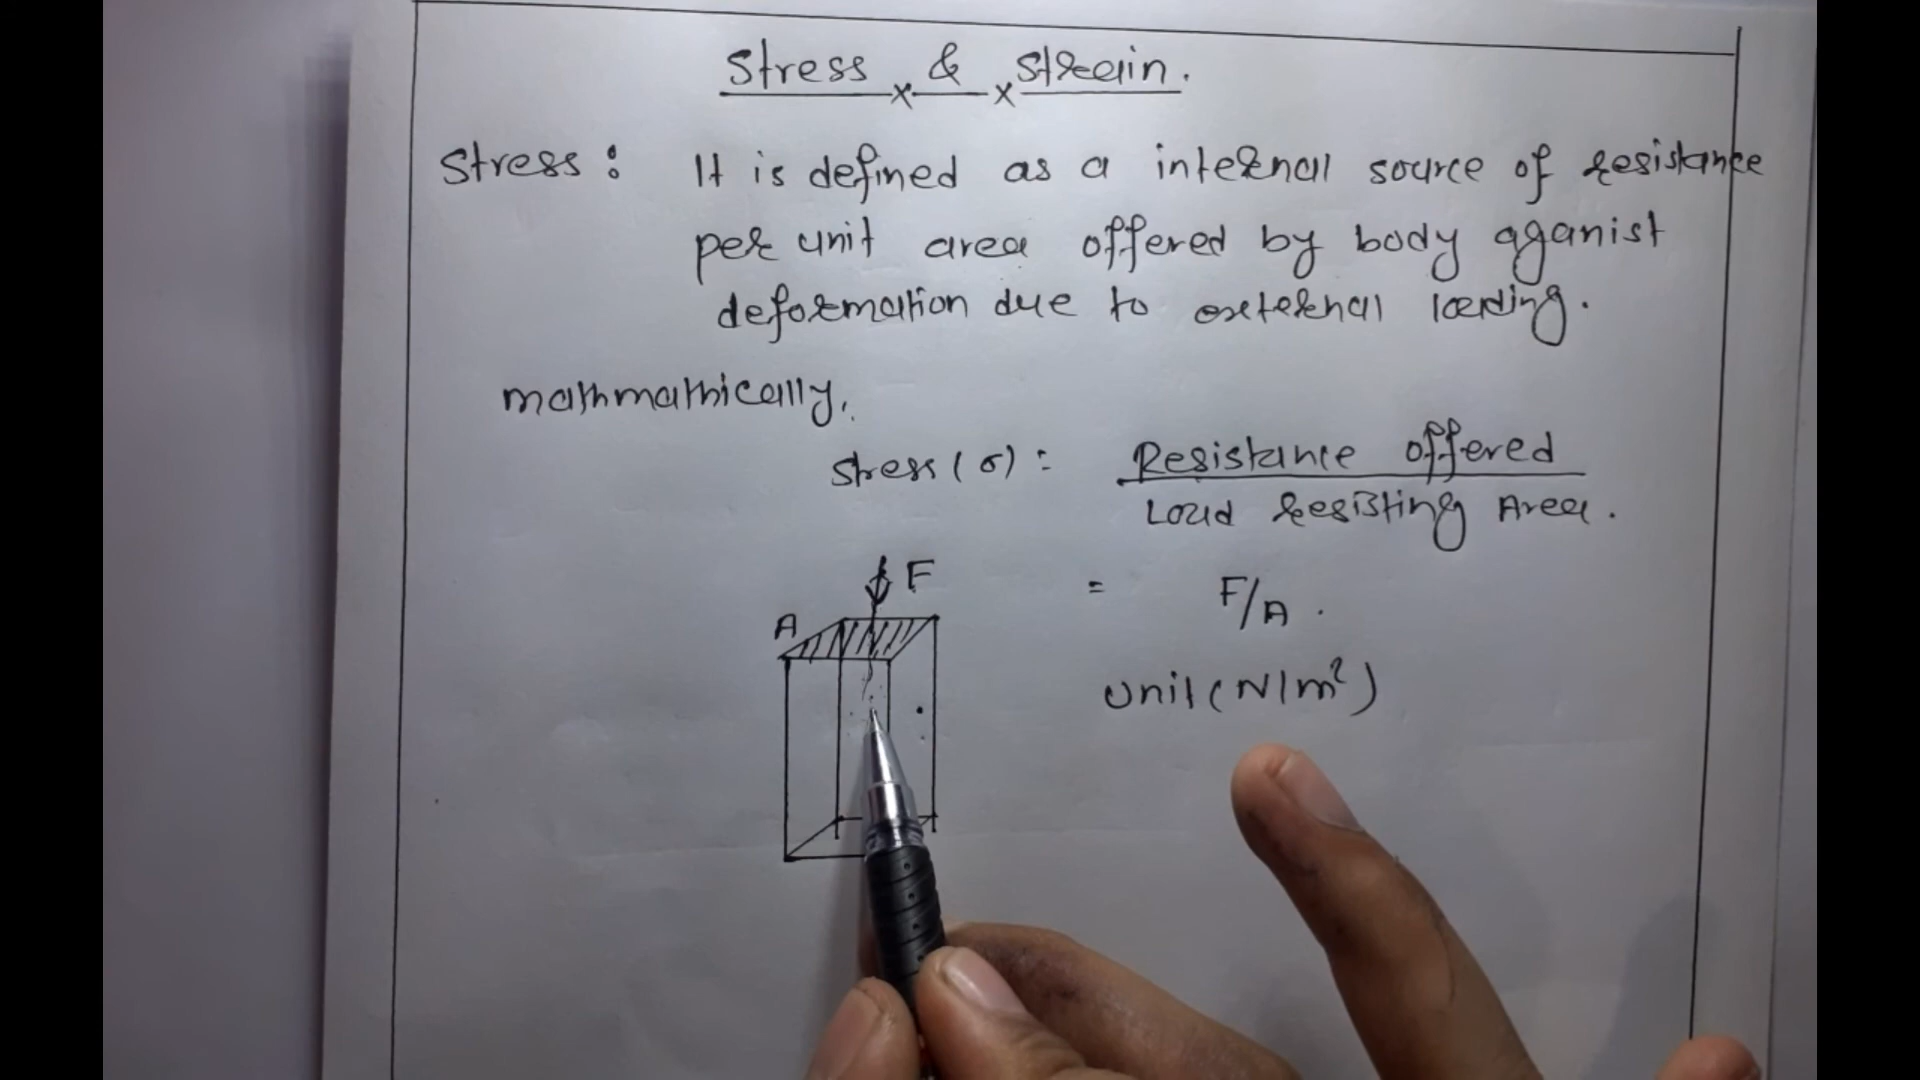 Stress & Strain.
Stress : It is defined as a internal source of resistance
per unit area offered by body aganist
deformation due to external loading.
mathmathically,
Stress (σ) = Resistance offered
Load resisting Area.
F
A
= F/A .
Unit (N/m²)